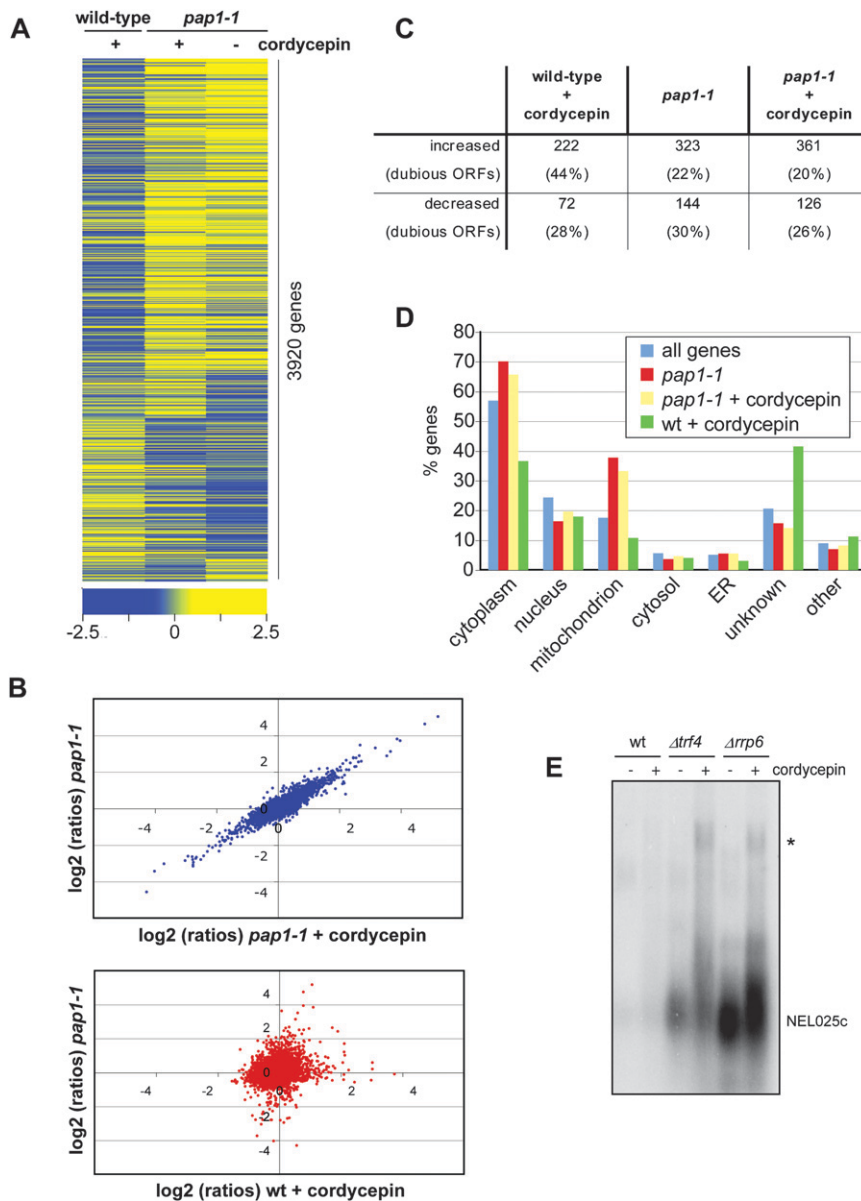 A
wild-type pap1-1
+ + - cordycepin
3920 genes
-2.5 0 2.5
B
log2 (ratios) pap1-1
4
2
-4 -2 0 0 2 4
-2
-4
log2 (ratios) pap1-1 + cordycepin
log2 (ratios) pap1-1
4
2
0
-4 -2 0 2 4
-2
-4
log2 (ratios) wt + cordycepin
C
wild-type + cordycepin pap1-1 pap1-1 + cordycepin
increased 222 323 361
(dubious ORFs) (44%) (22%) (20%)
decreased 72 144 126
(dubious ORFs) (28%) (30%) (26%)
D
% genes
80
70
60
50
40
30
20
10
0
all genes
pap1-1
pap1-1 + cordycepin
wt + cordycepin
cytoplasm nucleus mitochondrion cytosol ER unknown other
E
wt Δtrf4 Δrrp6
- + - + - + cordycepin
*
NEL025c